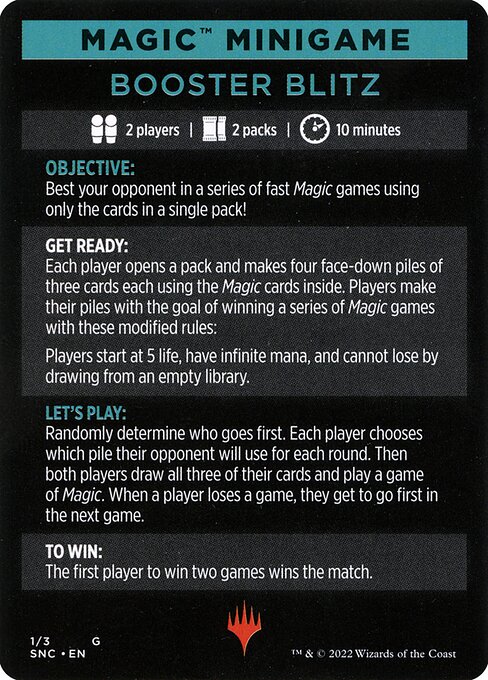 MAGIC™ MINIGAME
BOOSTER BLITZ
2 players | 2 packs | 10 minutes
OBJECTIVE:
Best your opponent in a series of fast Magic games using
only the cards in a single pack!
GET READY:
Each player opens a pack and makes four face-down piles of
three cards each using the Magic cards inside. Players make
their piles with the goal of winning a series of Magic games
with these modified rules:
Players start at 5 life, have infinite mana, and cannot lose by
drawing from an empty library.
LET'S PLAY:
Randomly determine who goes first. Each player chooses
which pile their opponent will use for each round. Then
both players draw all three of their cards and play a game
of Magic. When a player loses a game, they get to go first in
the next game.
TO WIN:
The first player to win two games wins the match.
1/3 G
SNC • EN
™ & © 2022 Wizards of the Coast